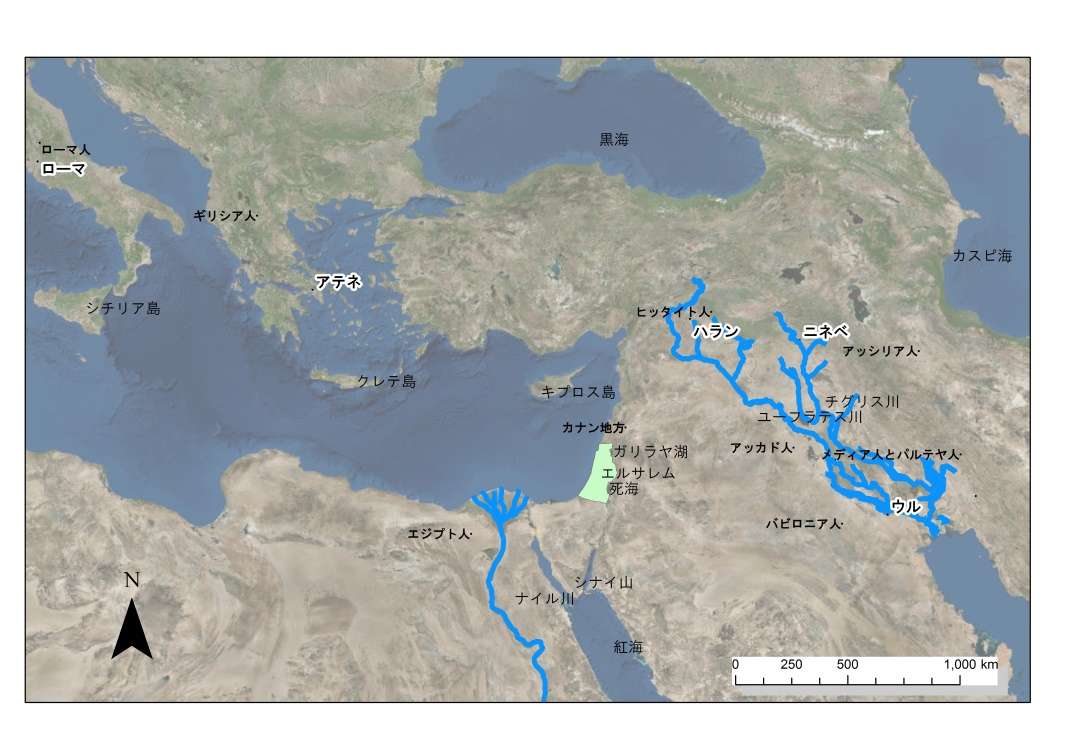 黒海
ローマ人
ローマ
ギリシア人
カスピ海
アテネ
シチリア島
ヒッタイト人
ハラン
ニネベ
アッシリア人
クレテ島
キプロス島
チグリス川
ユーフラテス川
カナン地方
アッカド人
ガリラヤ湖
メディア人とパルテヤ人
エルサレム
死海
ウル
バビロニア人
エジプト人
N
シナイ山
ナイル川
紅海
0 250 500 1,000 km